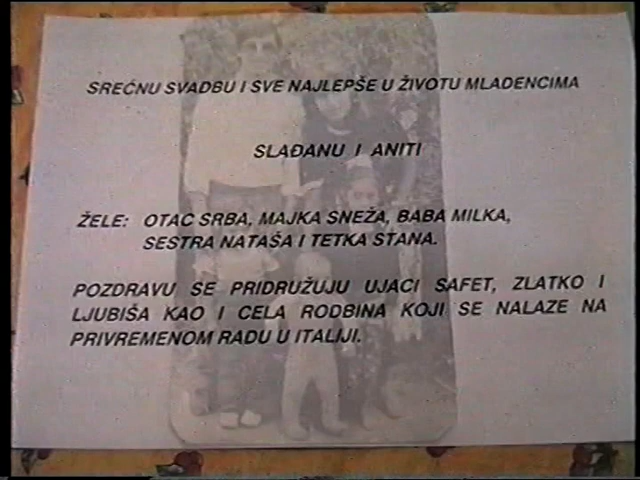 SREĆNU SVADBU I SVE NAJLEPŠE U ŽIVOTU MLADENCIMA
SLAĐANU I ANITI
ŽELE: OTAC SRBA, MAJKA SNEŽA, BABA MILKA,
SESTRA NATAŠA I TETKA STANA.
POZDRAVU SE PRIDRUŽUJU UJACI SAFET, ZLATKO I
LJUBIŠA KAO I CELA RODBINA KOJI SE NALAZE NA
PRIVREMENOM RADU U ITALIJI.